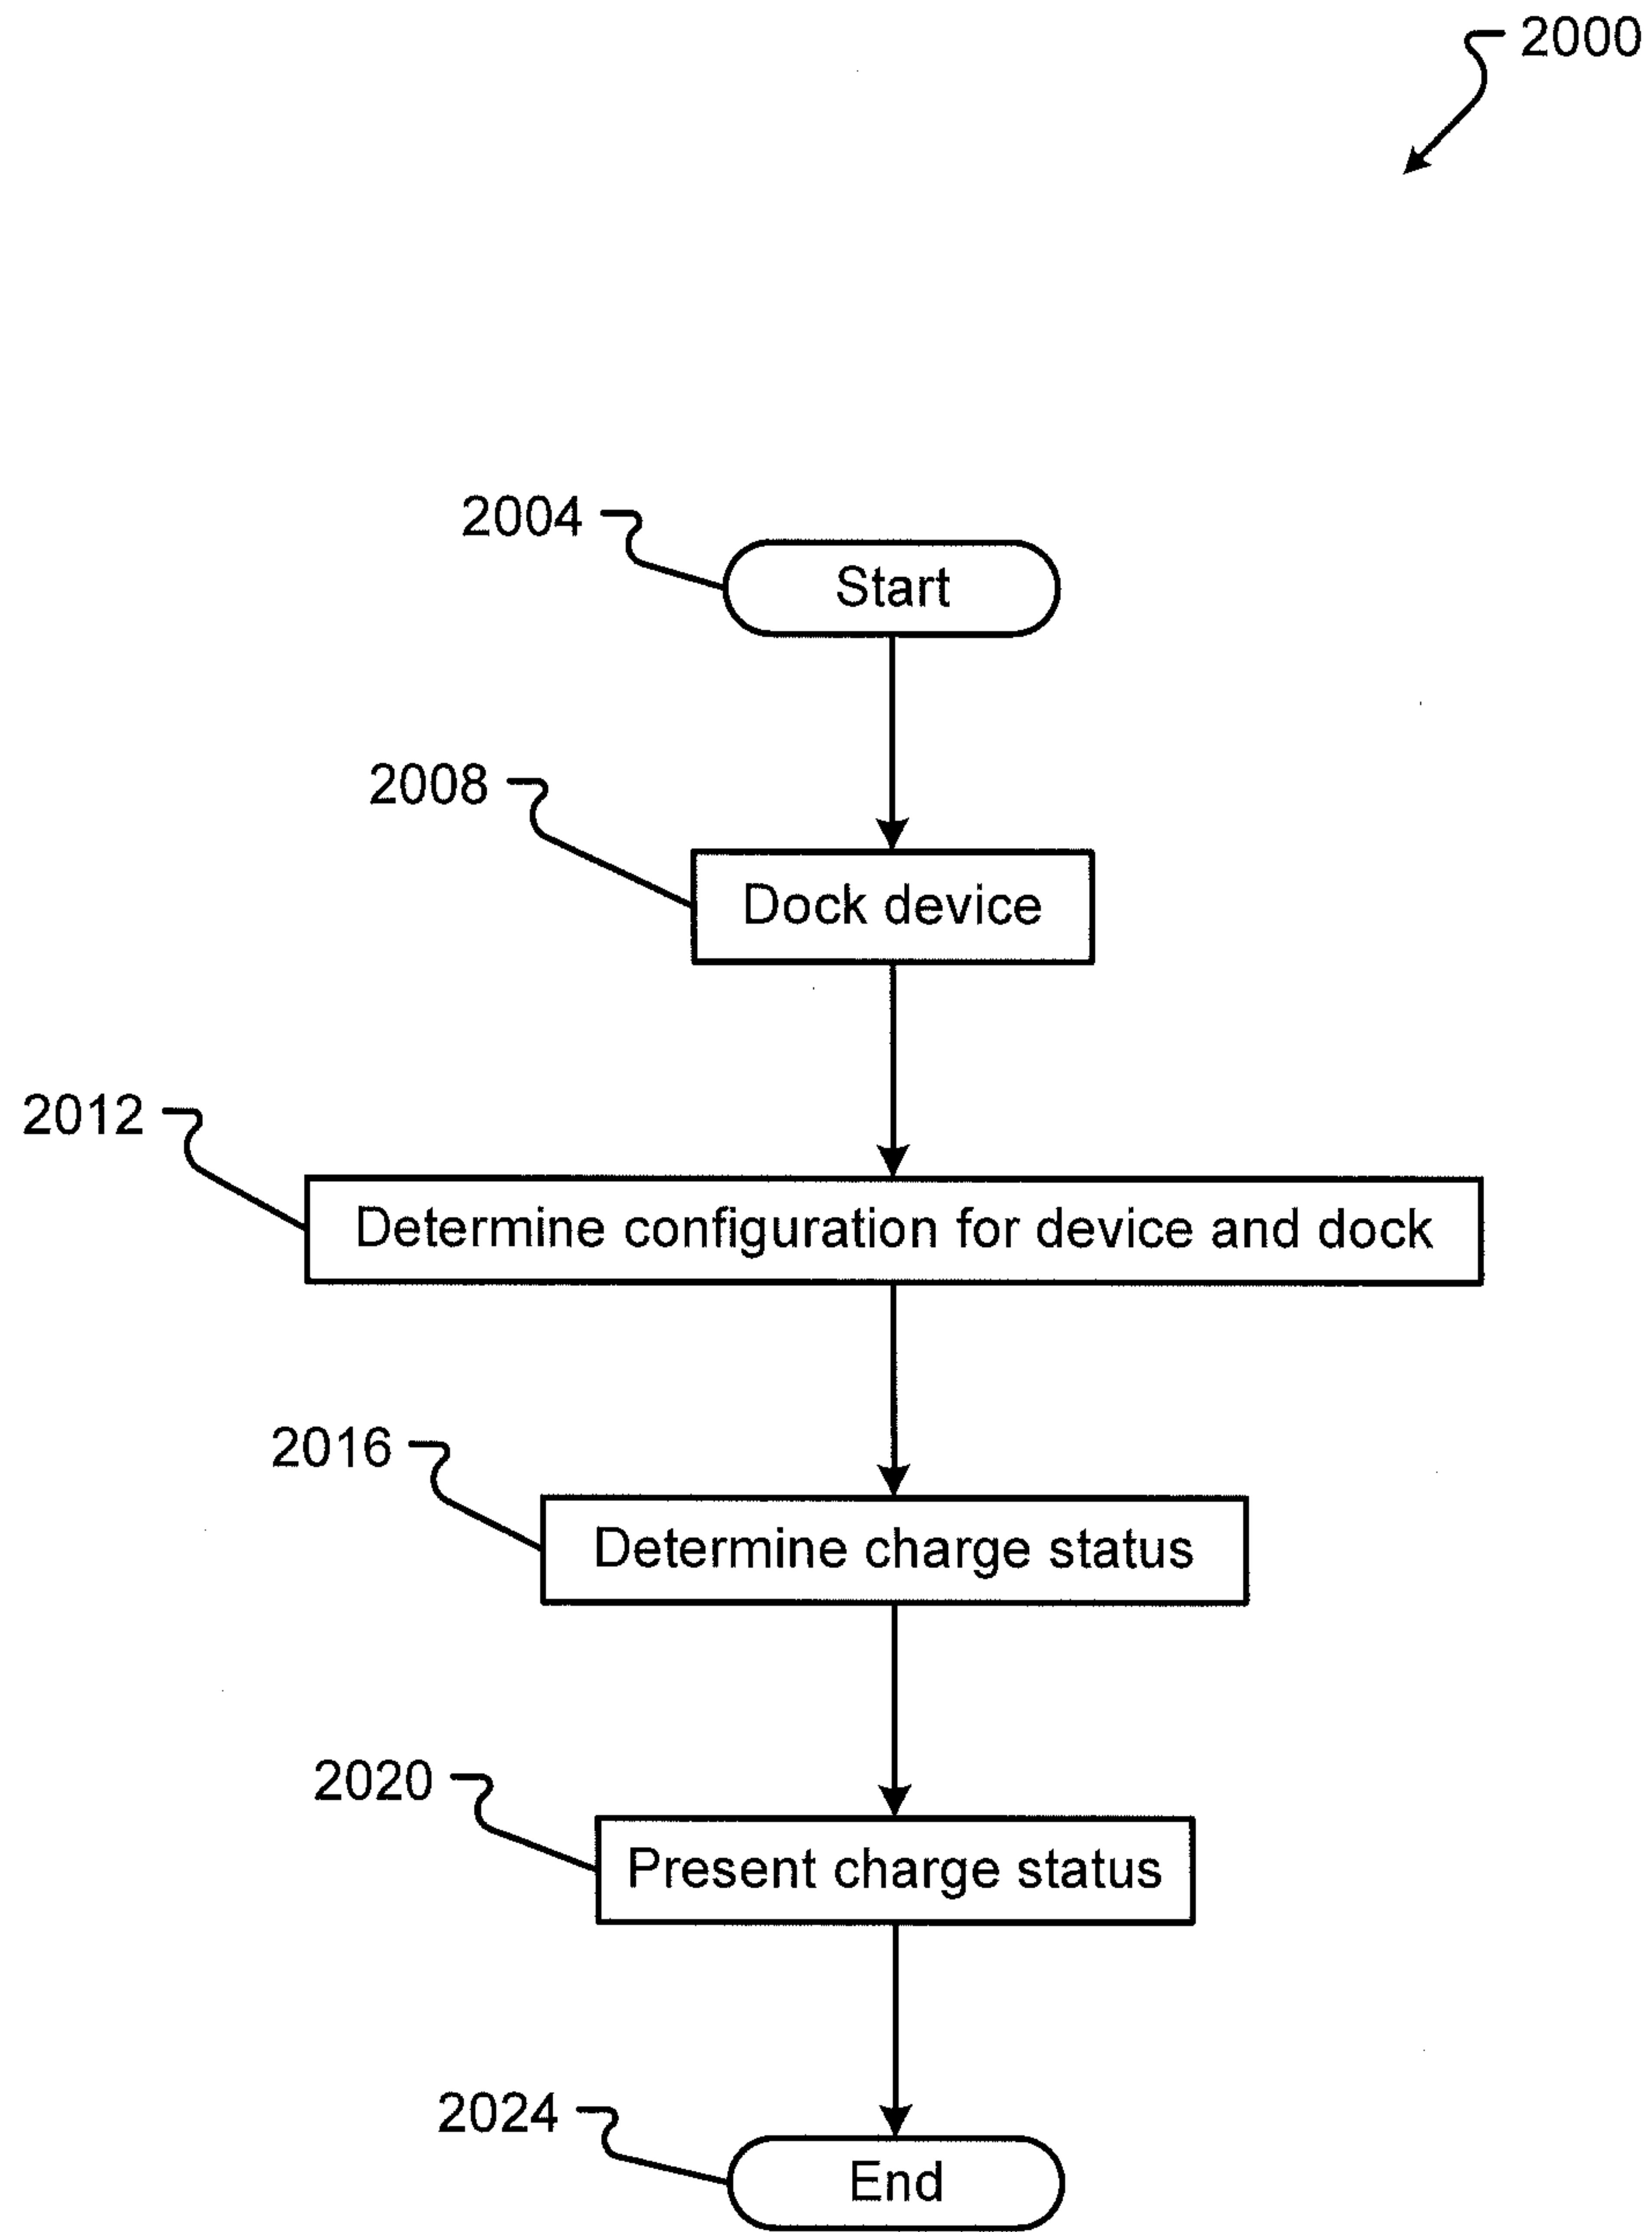 2000
2004
Start
2008
Dock device
2012
Determine configuration for device and dock
2016
Determine charge status
2020
Present charge status
2024
End